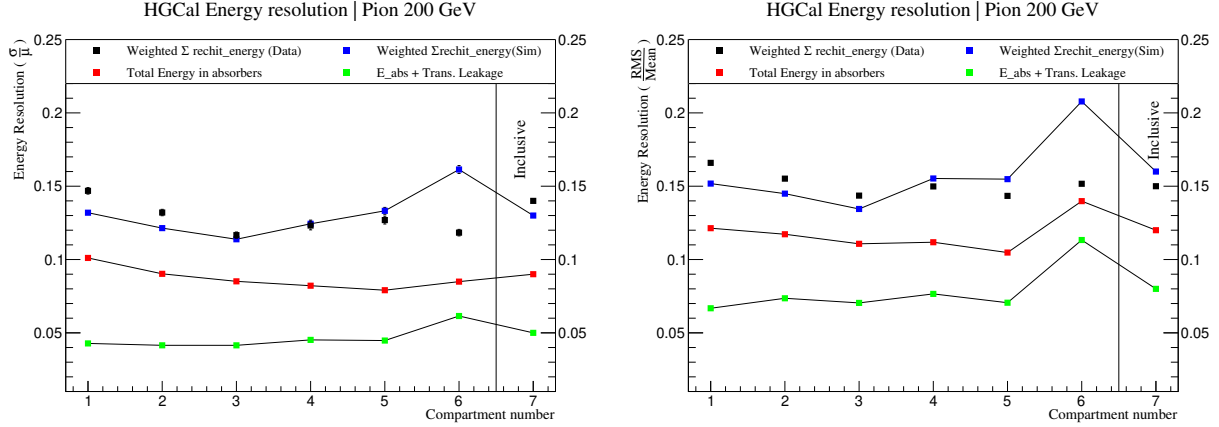 HGCal Energy resolution | Pion 200 GeV
0.25
0.25
Weighted Σ rechit_energy (Data)
Weighted Σrechit_energy(Sim)
Total Energy in absorbers
E_abs + Trans. Leakage
Energy Resolution ( σ/μ )
0.2
0.2
0.15
0.15
0.1
0.1
0.05
0.05
Inclusive
1 2 3 4 5 6 7
Compartment number
HGCal Energy resolution | Pion 200 GeV
0.25
0.25
Weighted Σ rechit_energy (Data)
Weighted Σrechit_energy(Sim)
Total Energy in absorbers
E_abs + Trans. Leakage
Energy Resolution ( RMS/Mean )
0.2
0.2
0.15
0.15
0.1
0.1
0.05
0.05
Inclusive
1 2 3 4 5 6 7
Compartment number